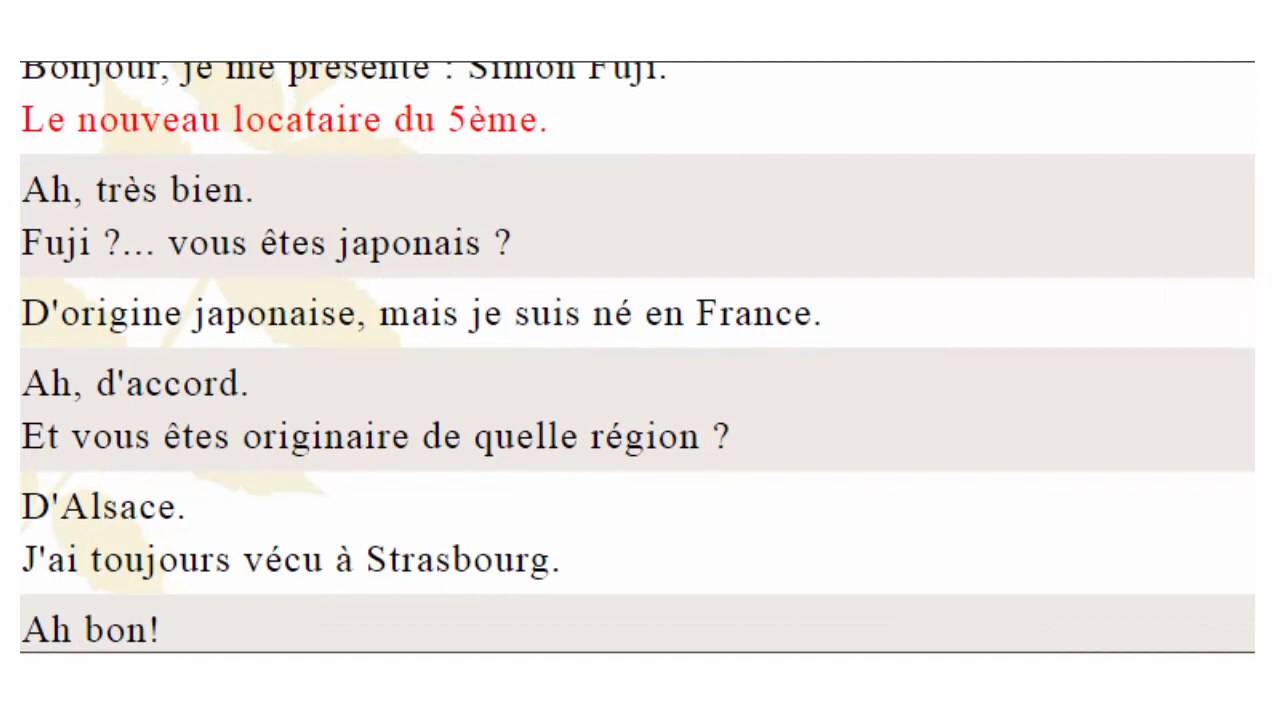 Bonjour, je me présente : Simon Fuji.
Le nouveau locataire du 5ème.
Ah, très bien.
Fuji ?... vous êtes japonais ?
D'origine japonaise, mais je suis né en France.
Ah, d'accord.
Et vous êtes originaire de quelle région ?
D'Alsace.
J'ai toujours vécu à Strasbourg.
Ah bon!